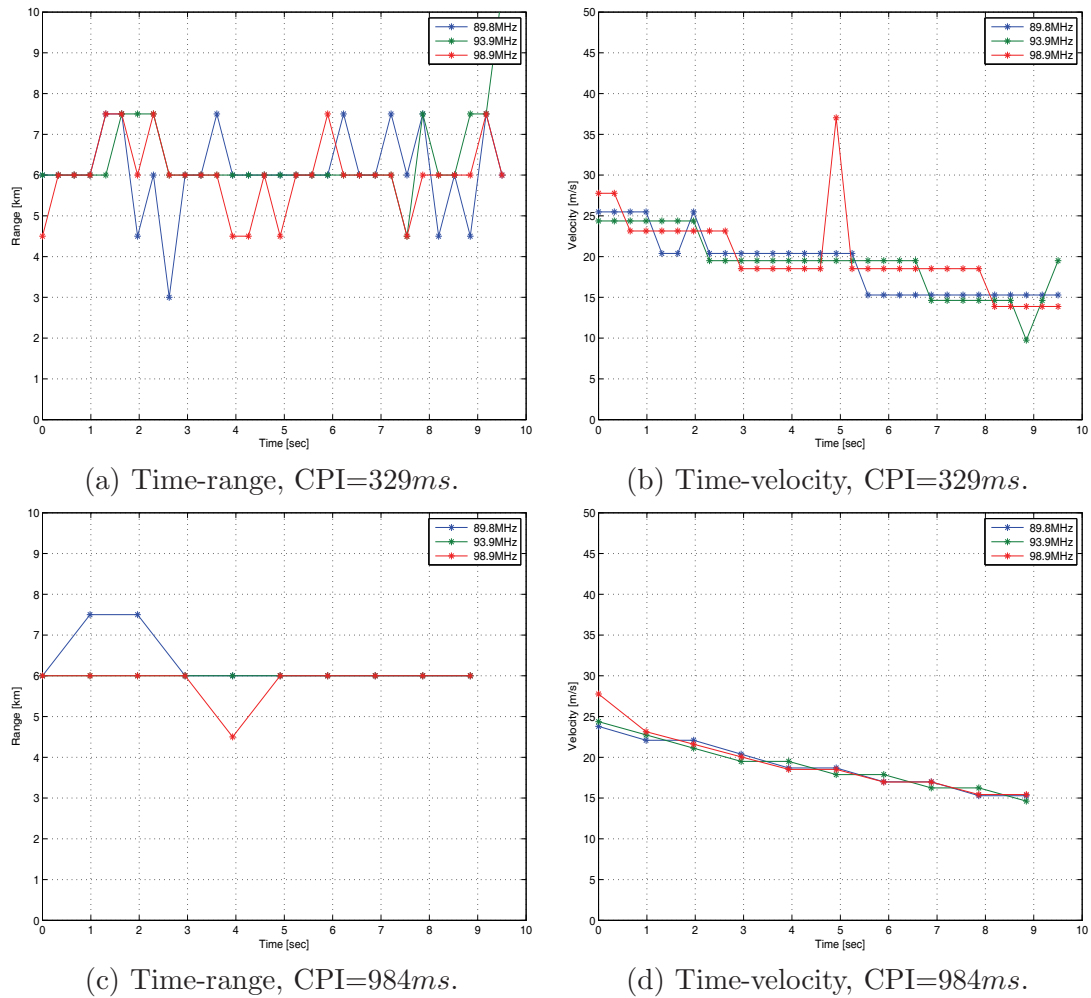 10
9
8
7
6
5
4
3
2
1
0
Range [km]
0 1 2 3 4 5 6 7 8 9 10
Time [sec]
89.8MHz
93.9MHz
98.9MHz
(a) Time-range, CPI=329ms.
50
45
40
35
30
25
20
15
10
5
0
Velocity [m/s]
0 1 2 3 4 5 6 7 8 9 10
Time [sec]
89.8MHz
93.9MHz
98.9MHz
(b) Time-velocity, CPI=329ms.
10
9
8
7
6
5
4
3
2
1
0
Range [km]
0 1 2 3 4 5 6 7 8 9 10
Time [sec]
89.8MHz
93.9MHz
98.9MHz
(c) Time-range, CPI=984ms.
50
45
40
35
30
25
20
15
10
5
0
Velocity [m/s]
0 1 2 3 4 5 6 7 8 9 10
Time [sec]
89.8MHz
93.9MHz
98.9MHz
(d) Time-velocity, CPI=984ms.